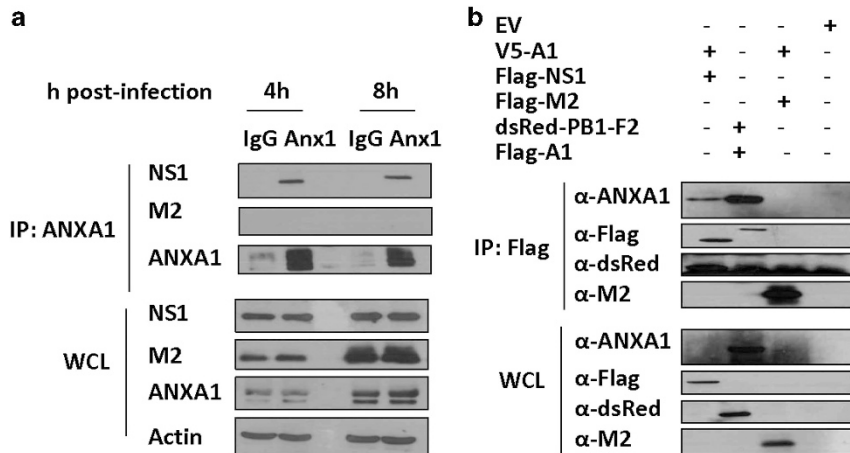 a
h post-infection 4h 8h
IgG Anx1 IgG Anx1
IP: ANXA1
NS1
M2
ANXA1
WCL
NS1
M2
ANXA1
Actin
b
EV - - - +
V5-A1 + - + -
Flag-NS1 + - - -
Flag-M2 - - + -
dsRed-PB1-F2 - + - -
Flag-A1 - + - -
IP: Flag
α-ANXA1
α-Flag
α-dsRed
α-M2
WCL
α-ANXA1
α-Flag
α-dsRed
α-M2